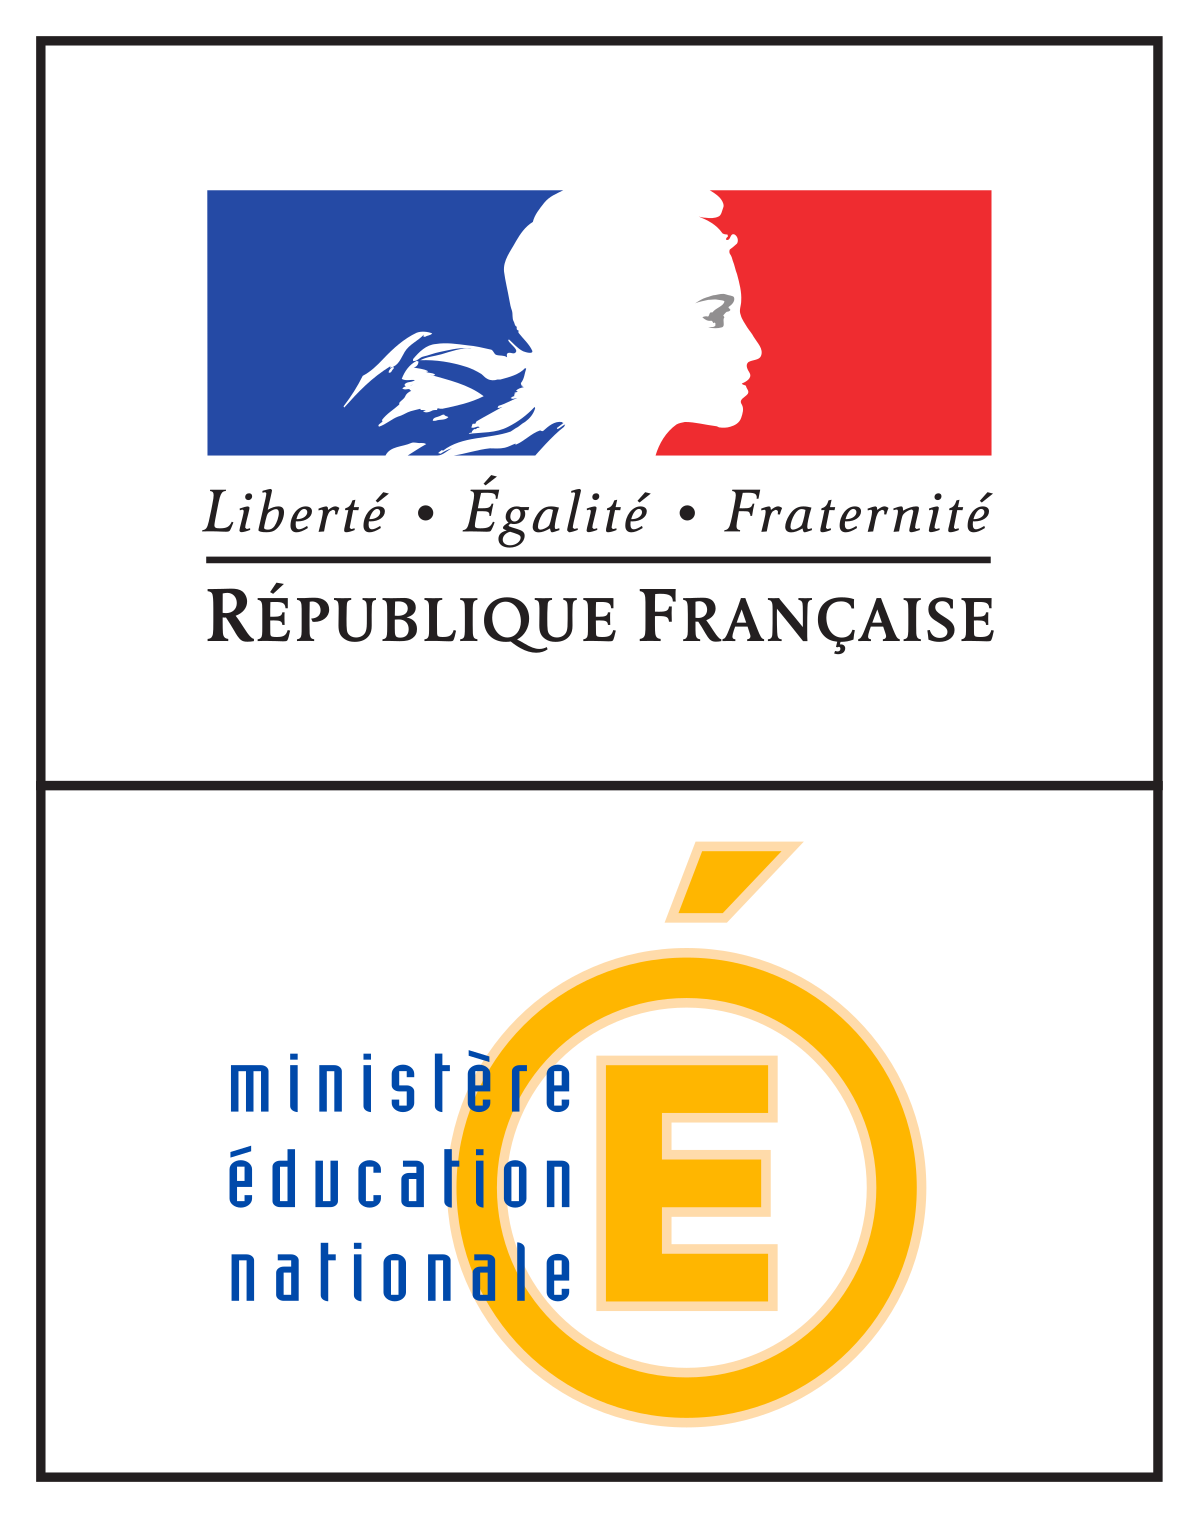 Liberté • Égalité • Fraternité
RÉPUBLIQUE FRANÇAISE
É
ministère
éducation
nationale